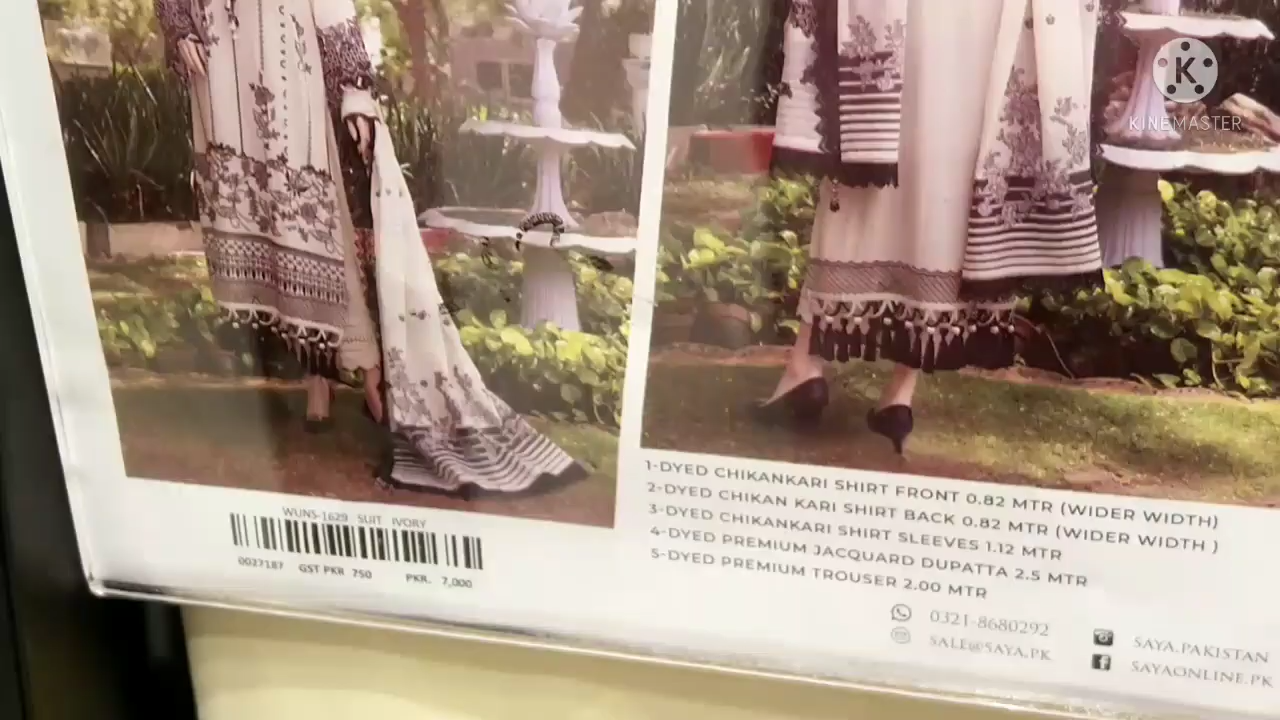 KINEMASTER
WUNS-1629 SUIT IVORY
0027187 GST PKR 750 PKR. 7,000
1-DYED CHIKANKARI SHIRT FRONT 0.82 MTR (WIDER WIDTH)
2-DYED CHIKAN KARI SHIRT BACK 0.82 MTR (WIDER WIDTH )
3-DYED CHIKANKARI SHIRT SLEEVES 1.12 MTR
4-DYED PREMIUM JACQUARD DUPATTA 2.5 MTR
5-DYED PREMIUM TROUSER 2.00 MTR
0321-8680292
SALE@SAYA.PK
SAYA.PAKISTAN
SAYAONLINE.PK